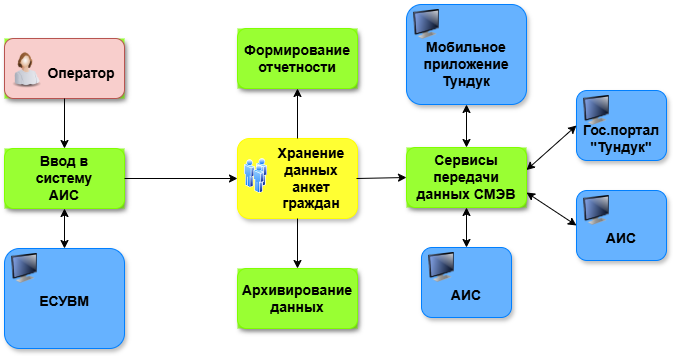 Оператор
Ввод в
систему
АИС
ЕСУВМ
Формирование
отчетности
Хранение
данных
анкет
граждан
Архивирование
данных
Мобильное
приложение
Тундук
Сервисы
передачи
данных СМЭВ
АИС
Гос.портал
"Тундук"
АИС